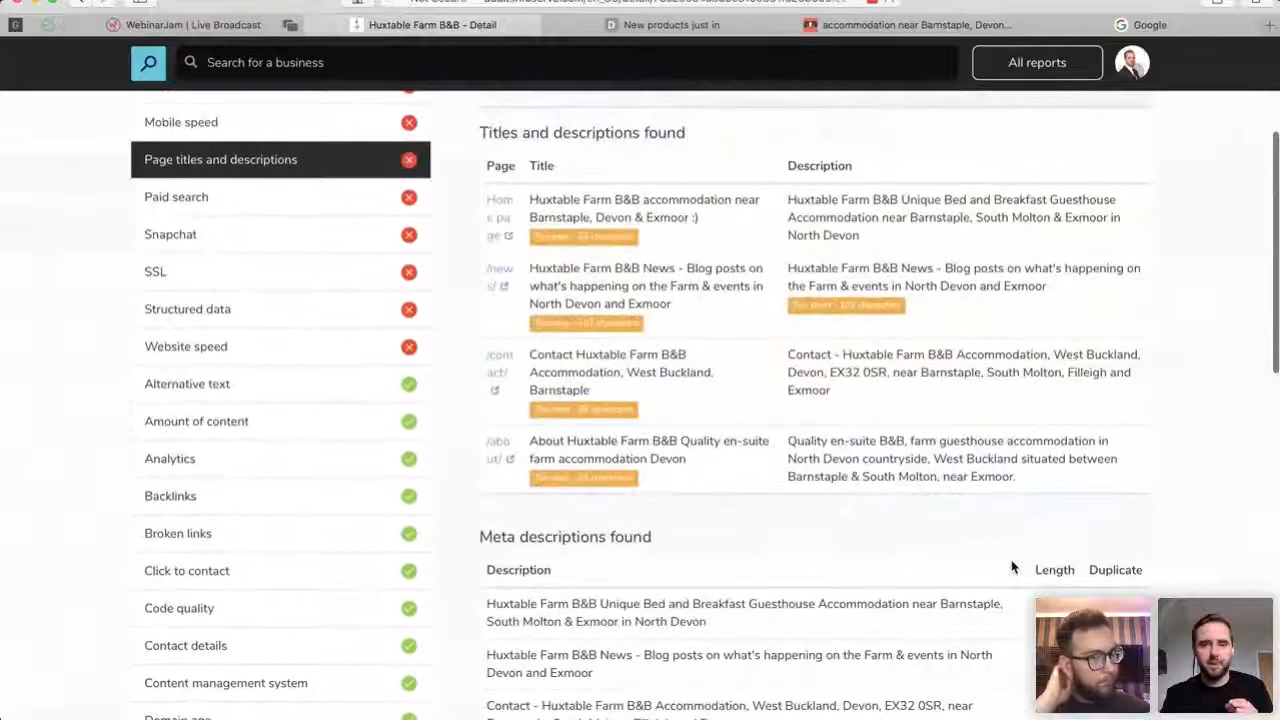 WebinarJam | Live Broadcast
Huxtable Farm B&B - Detail
New products just in
accommodation near Barnstaple, Devon...
Google
Search for a business
All reports
Mobile speed
Page titles and descriptions
Paid search
Snapchat
SSL
Structured data
Website speed
Alternative text
Amount of content
Analytics
Backlinks
Broken links
Click to contact
Code quality
Contact details
Content management system
Titles and descriptions found
Page Title Description
Hom
e pa
ge
Huxtable Farm B&B accommodation near
Barnstaple, Devon & Exmoor :)
Huxtable Farm B&B Unique Bed and Breakfast Guesthouse
Accommodation near Barnstaple, South Molton & Exmoor in
North Devon
/new
s/
Huxtable Farm B&B News - Blog posts on
what's happening on the Farm & events in
North Devon and Exmoor
Huxtable Farm B&B News - Blog posts on what's happening on
the Farm & events in North Devon and Exmoor
/cont
act/
Contact Huxtable Farm B&B
Accommodation, West Buckland,
Barnstaple
Contact - Huxtable Farm B&B Accommodation, West Buckland,
Devon, EX32 0SR, near Barnstaple, South Molton, Filleigh and
Exmoor
/abo
ut/
About Huxtable Farm B&B Quality en-suite
farm accommodation Devon
Quality en-suite B&B, farm guesthouse accommodation in
North Devon countryside, West Buckland situated between
Barnstaple & South Molton, near Exmoor.
Meta descriptions found
Description Length Duplicate
Huxtable Farm B&B Unique Bed and Breakfast Guesthouse Accommodation near Barnstaple,
South Molton & Exmoor in North Devon
Huxtable Farm B&B News - Blog posts on what's happening on the Farm & events in North
Devon and Exmoor
Contact - Huxtable Farm B&B Accommodation, West Buckland, Devon, EX32 0SR, near